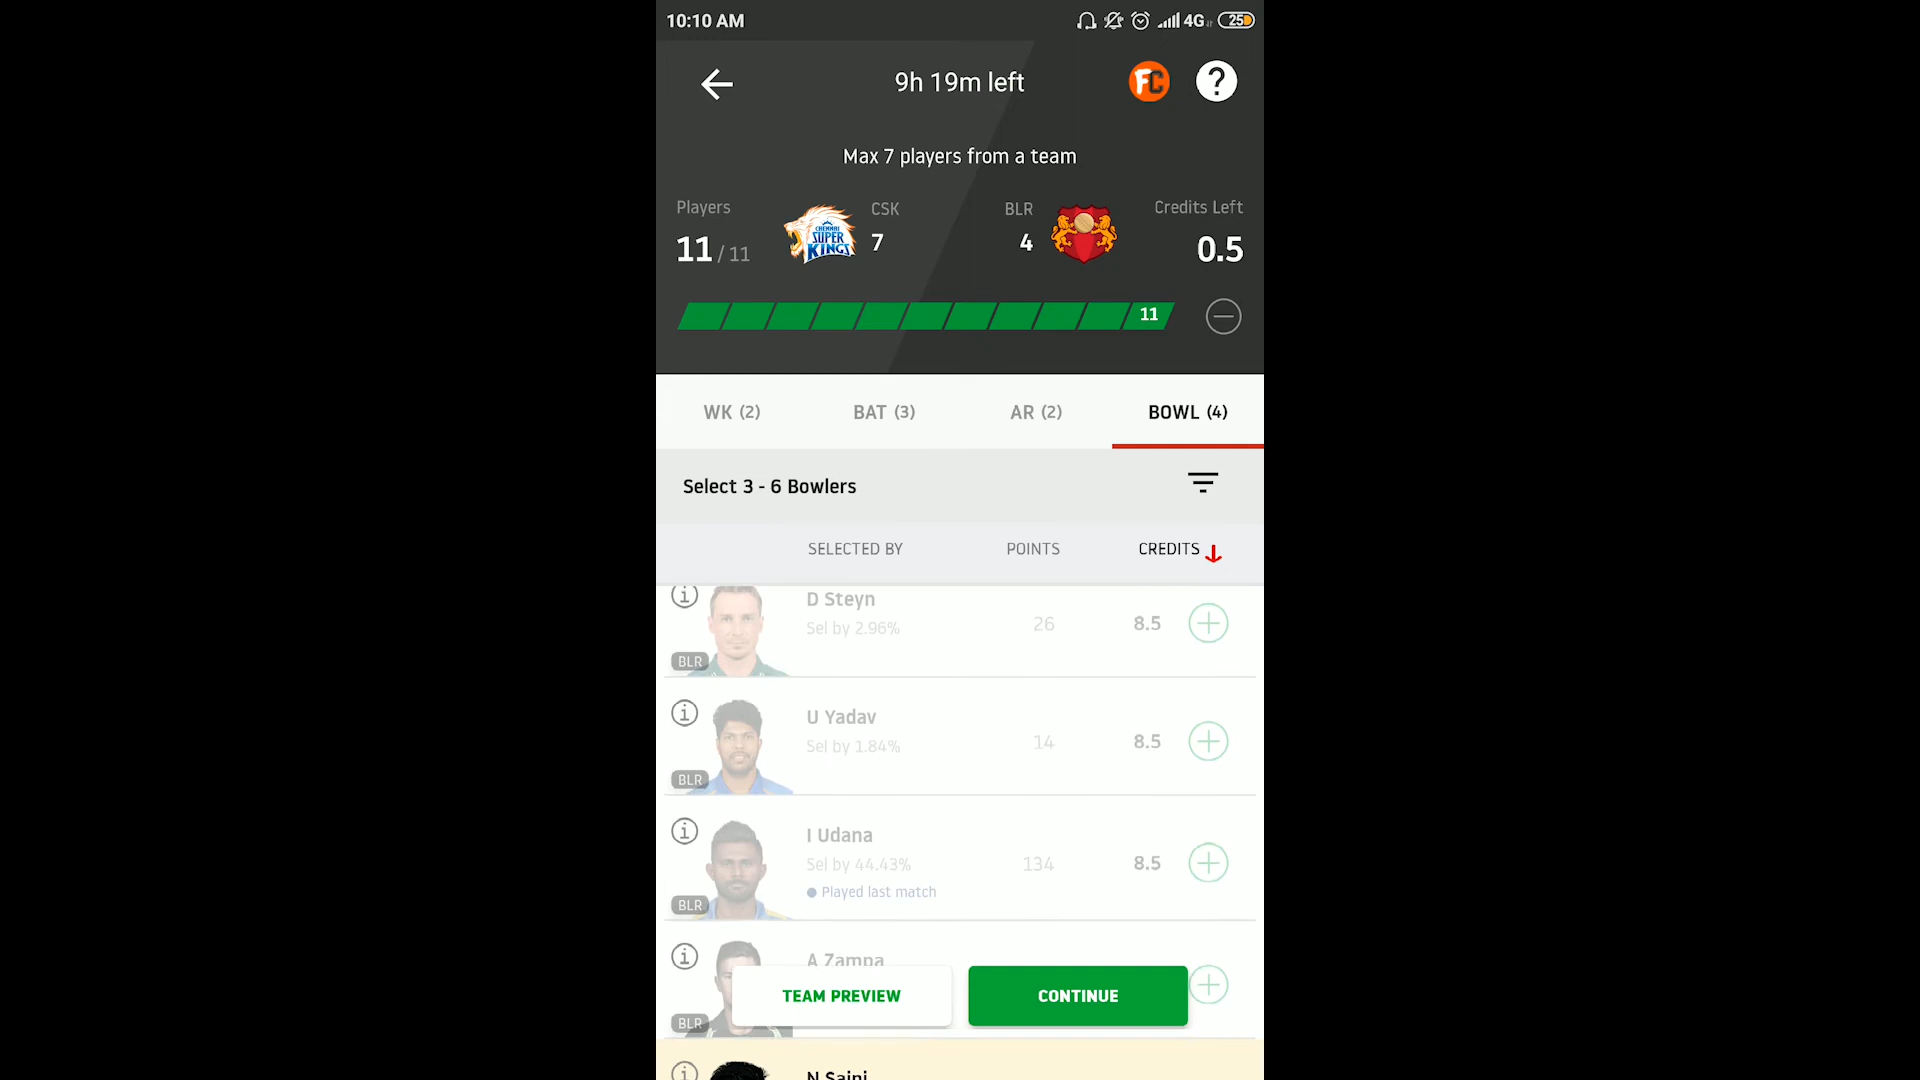 10:10 AM
4G
25
9h 19m left
FC
?
Max 7 players from a team
Players
11 / 11
CHENNAI
SUPER
KINGS
CSK
7
BLR
4
Credits Left
0.5
11
WK (2)
BAT (3)
AR (2)
BOWL (4)
Select 3 - 6 Bowlers
SELECTED BY
POINTS
CREDITS
D Steyn
Sel by 2.96%
26
8.5
BLR
U Yadav
Sel by 1.84%
14
8.5
BLR
I Udana
Sel by 44.43%
134
8.5
Played last match
BLR
A Zampa
TEAM PREVIEW
CONTINUE
BLR
N Saini